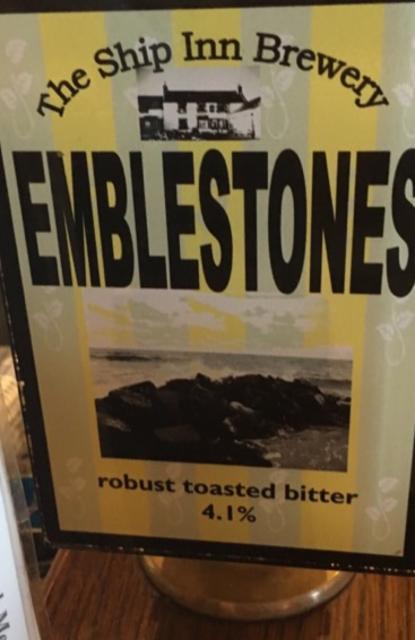 The Ship Inn Brewery
EMBLESTONES
robust toasted bitter
4.1%